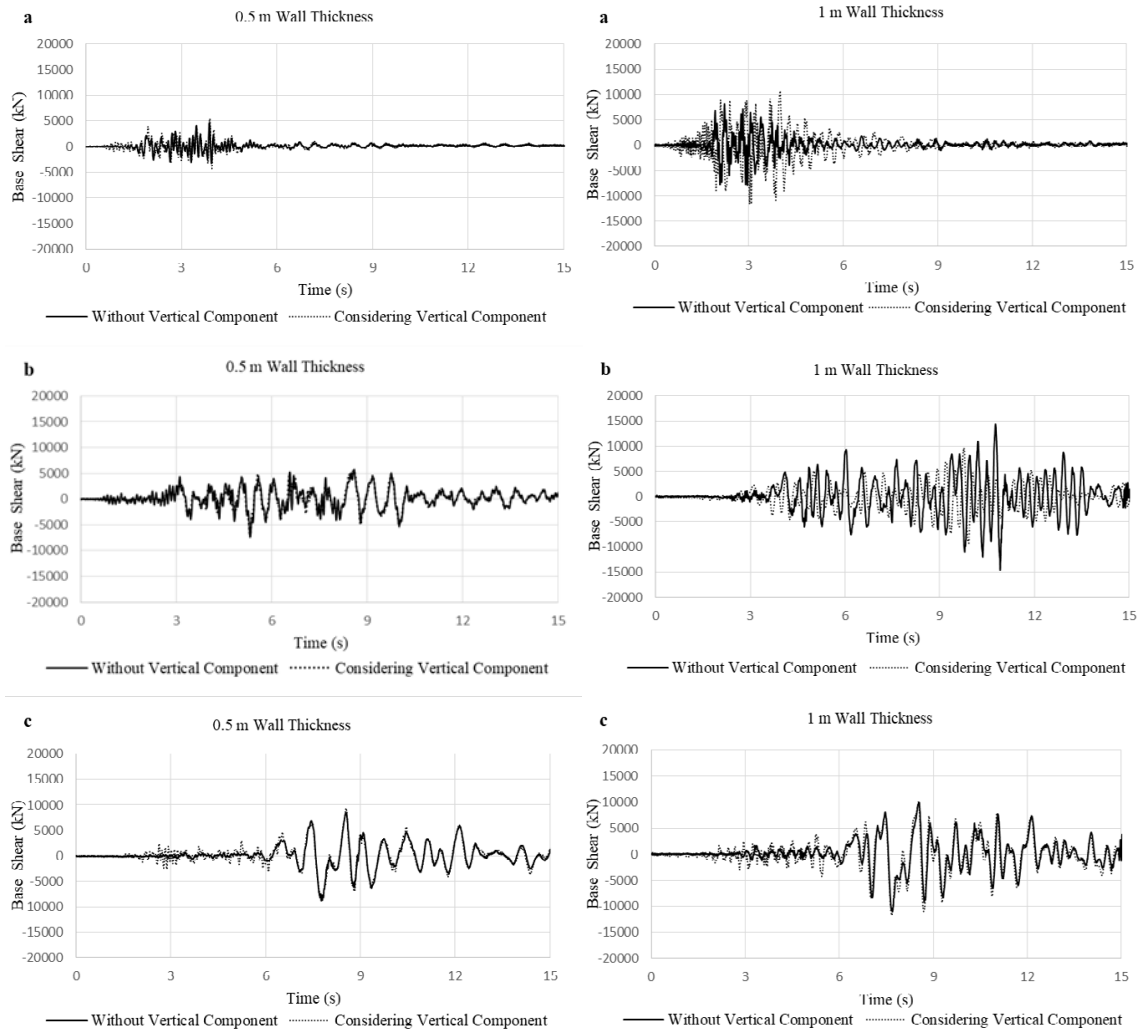 a
0.5 m Wall Thickness
20000
15000
10000
5000
0
-5000
-10000
-15000
-20000
Base Shear (kN)
0 3 6 9 12 15
Time (s)
Without Vertical Component Considering Vertical Component
a
1 m Wall Thickness
20000
15000
10000
5000
0
-5000
-10000
-15000
-20000
Base Shear (kN)
0 3 6 9 12 15
Time (s)
Without Vertical Component Considering Vertical Component
b
0.5 m Wall Thickness
20000
15000
10000
5000
0
-5000
-10000
-15000
-20000
Base Shear (kN)
0 3 6 9 12 15
Time (s)
Without Vertical Component Considering Vertical Component
b
1 m Wall Thickness
20000
15000
10000
5000
0
-5000
-10000
-15000
-20000
Base Shear (kN)
0 3 6 9 12 15
Time (s)
Without Vertical Component Considering Vertical Component
c
0.5 m Wall Thickness
20000
15000
10000
5000
0
-5000
-10000
-15000
-20000
Base Shear (kN)
0 3 6 9 12 15
Time (s)
Without Vertical Component Considering Vertical Component
c
1 m Wall Thickness
20000
15000
10000
5000
0
-5000
-10000
-15000
-20000
Base Shear (kN)
0 3 6 9 12 15
Time (s)
Without Vertical Component Considering Vertical Component